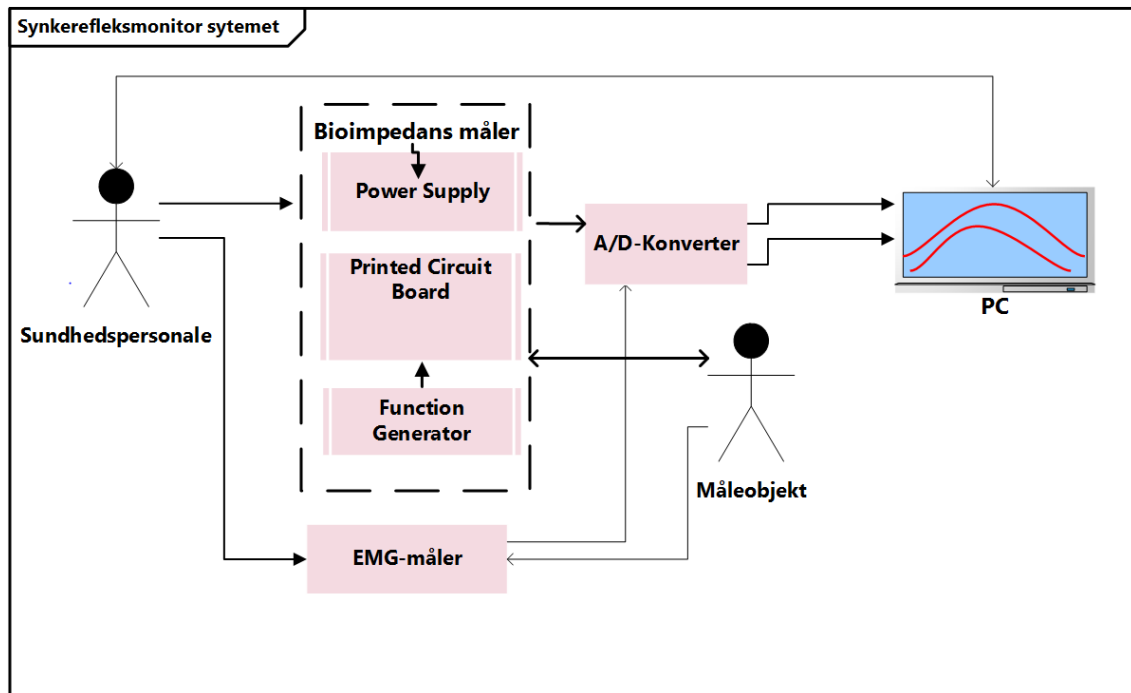 Synkerefleksmonitor sytemet
Bioimpedans måler
Power Supply
Printed Circuit
Board
Function
Generator
A/D-Konverter
PC
Sundhedspersonale
Måleobjekt
EMG-måler